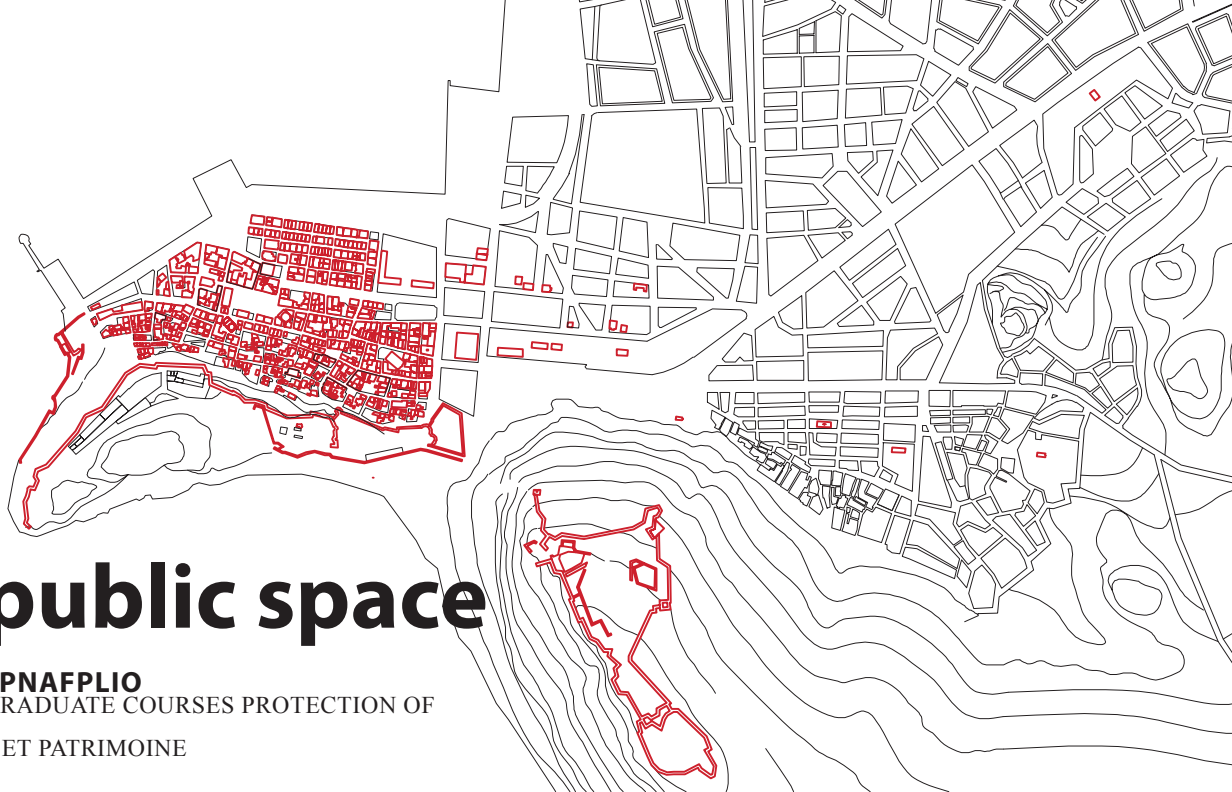 public space
PNAFPLIO
RADUATE COURSES PROTECTION OF
ET PATRIMOINE